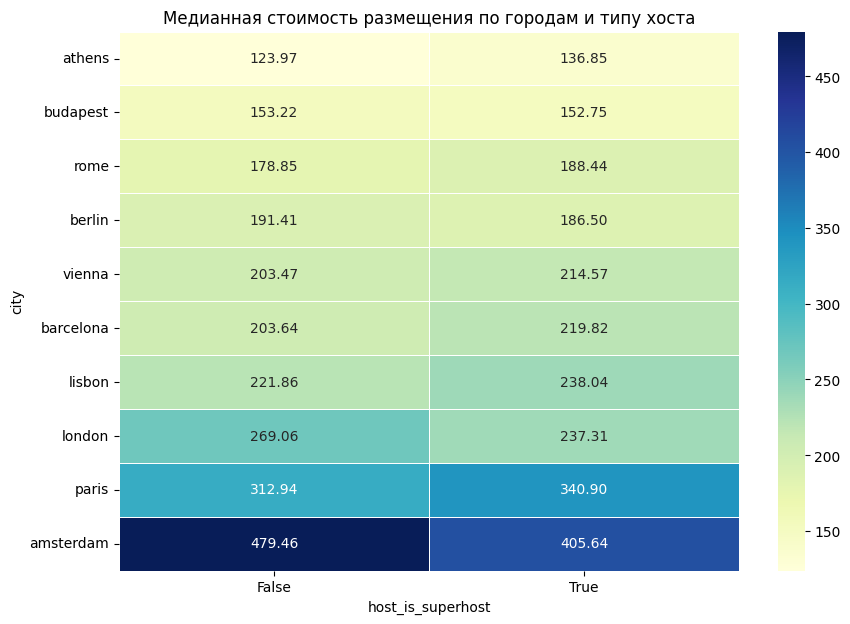 Медианная стоимость размещения по городам и типу хоста
athens 123.97 136.85
budapest 153.22 152.75
rome 178.85 188.44
berlin 191.41 186.50
vienna 203.47 214.57
barcelona 203.64 219.82
lisbon 221.86 238.04
london 269.06 237.31
paris 312.94 340.90
amsterdam 479.46 405.64
False True
host_is_superhost
city
450
400
350
300
250
200
150